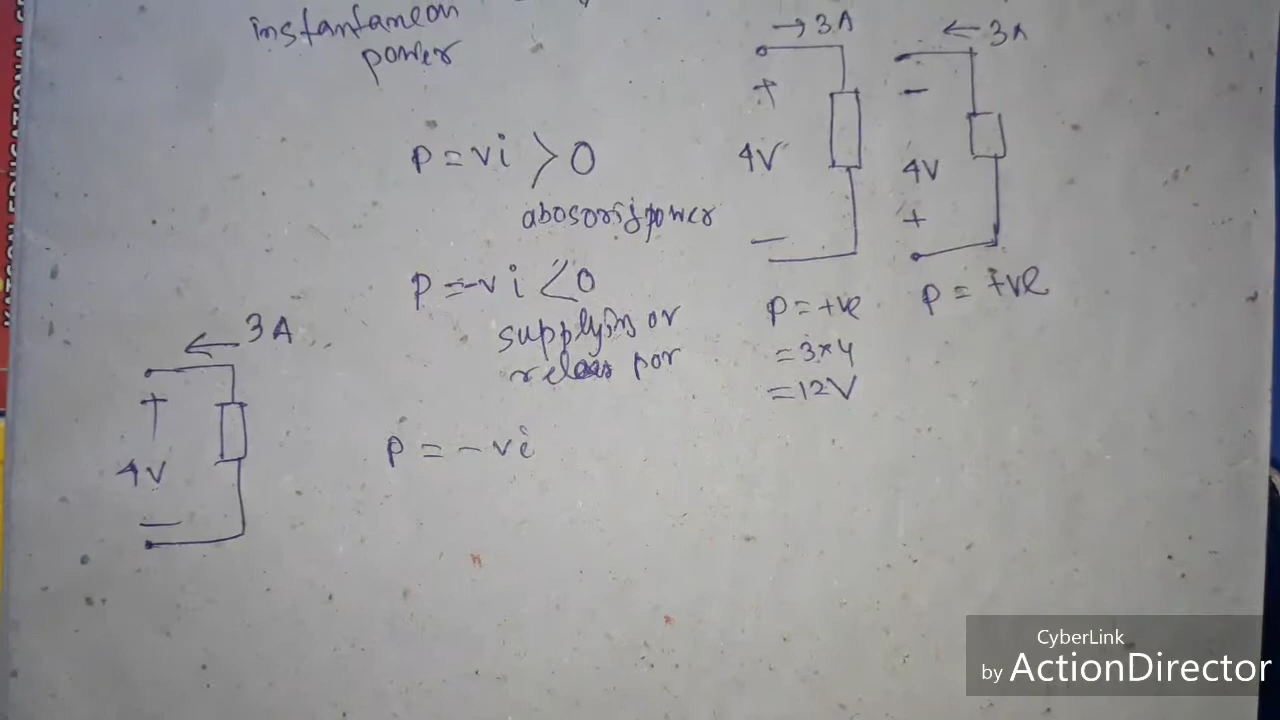 instantaneon
power
p = vi > 0
abosorig power
p = -vi < 0
supplying or
releas por
p = -vi
← 3A
+
4V
−
→ 3A
+
4V
−
p = +ve
= 3×4
= 12V
← 3A
−
4V
+
p = +ve
CyberLink
by ActionDirector